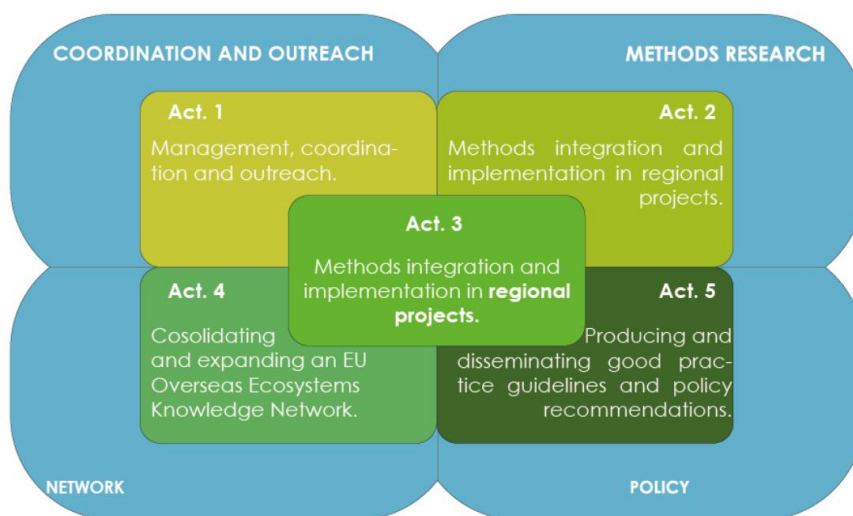 COORDINATION AND OUTREACH
METHODS RESEARCH
Act. 1
Management, coordina-
tion and outreach.
Act. 2
Methods integration and
implementation in regional
projects.
Act. 3
Methods integration and
implementation in regional
projects.
Act. 4
Cosolidating
and expanding an EU
Overseas Ecosystems
Knowledge Network.
Act. 5
Producing and
disseminating good prac-
tice guidelines and policy
recommendations.
NETWORK
POLICY